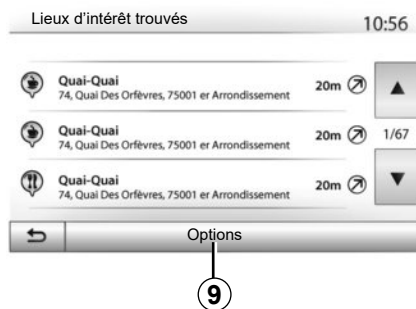 Lieux d'intérêt trouvés 10:56
Quai-Quai
74, Quai Des Orfèvres, 75001 er Arrondissement 20m
Quai-Quai
74, Quai Des Orfèvres, 75001 er Arrondissement 20m 1/67
Quai-Quai
74, Quai Des Orfèvres, 75001 er Arrondissement 20m
Options
9